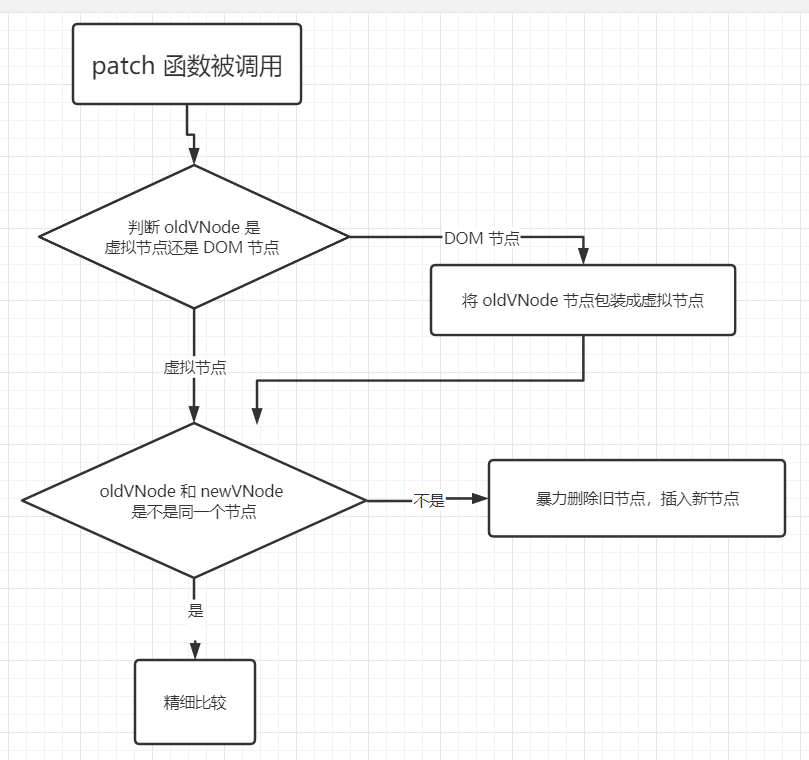 patch 函数被调用
判断 oldVNode 是
虚拟节点还是 DOM 节点
DOM 节点
将 oldVNode 节点包装成虚拟节点
虚拟节点
oldVNode 和 newVNode
是不是同一个节点
不是
暴力删除旧节点，插入新节点
是
精细比较